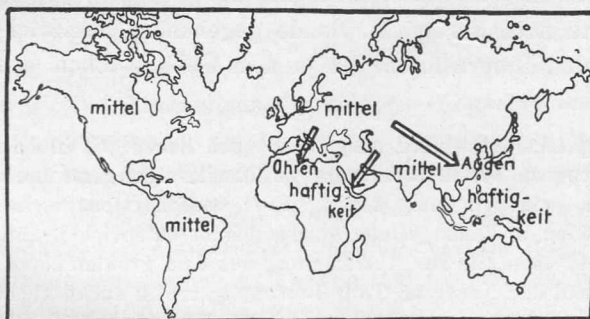 mittel
mittel
mittel
Ohren
haftig-
keit
mittel
Augen
haftig-
keit